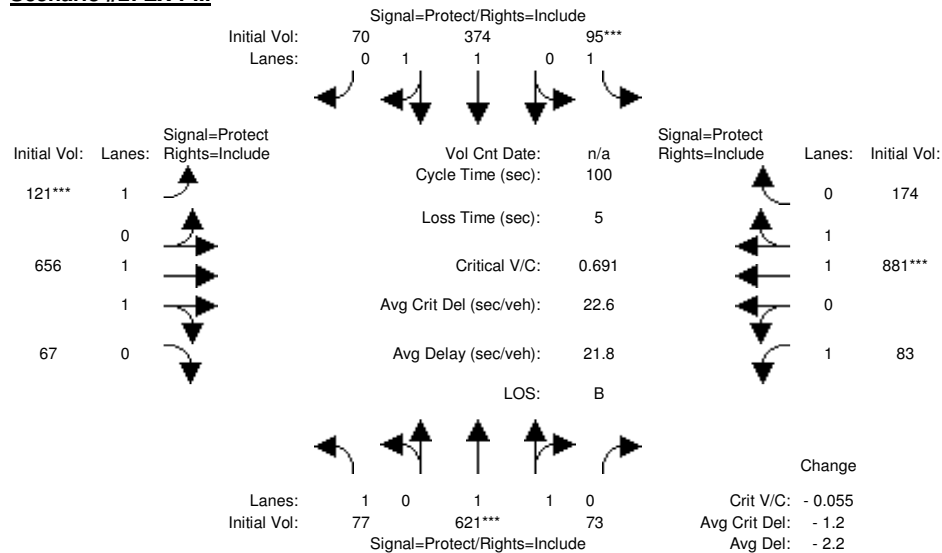 Signal=Protect/Rights=Include
Initial Vol: 70 374 95***
Lanes: 0 1 1 0 1
Signal=Protect
Initial Vol: Lanes: Rights=Include
Vol Cnt Date: n/a
Signal=Protect
Rights=Include Lanes: Initial Vol:
Cycle Time (sec): 100
121*** 1
0 174
Loss Time (sec): 5
0
1
656 1
Critical V/C: 0.691
1 881***
1
Avg Crit Del (sec/veh): 22.6
0
67 0
Avg Delay (sec/veh): 21.8
1 83
LOS: B
Change
Lanes: 1 0 1 1 0
Crit V/C: - 0.055
Initial Vol: 77 621*** 73
Avg Crit Del: - 1.2
Signal=Protect/Rights=Include
Avg Del: - 2.2